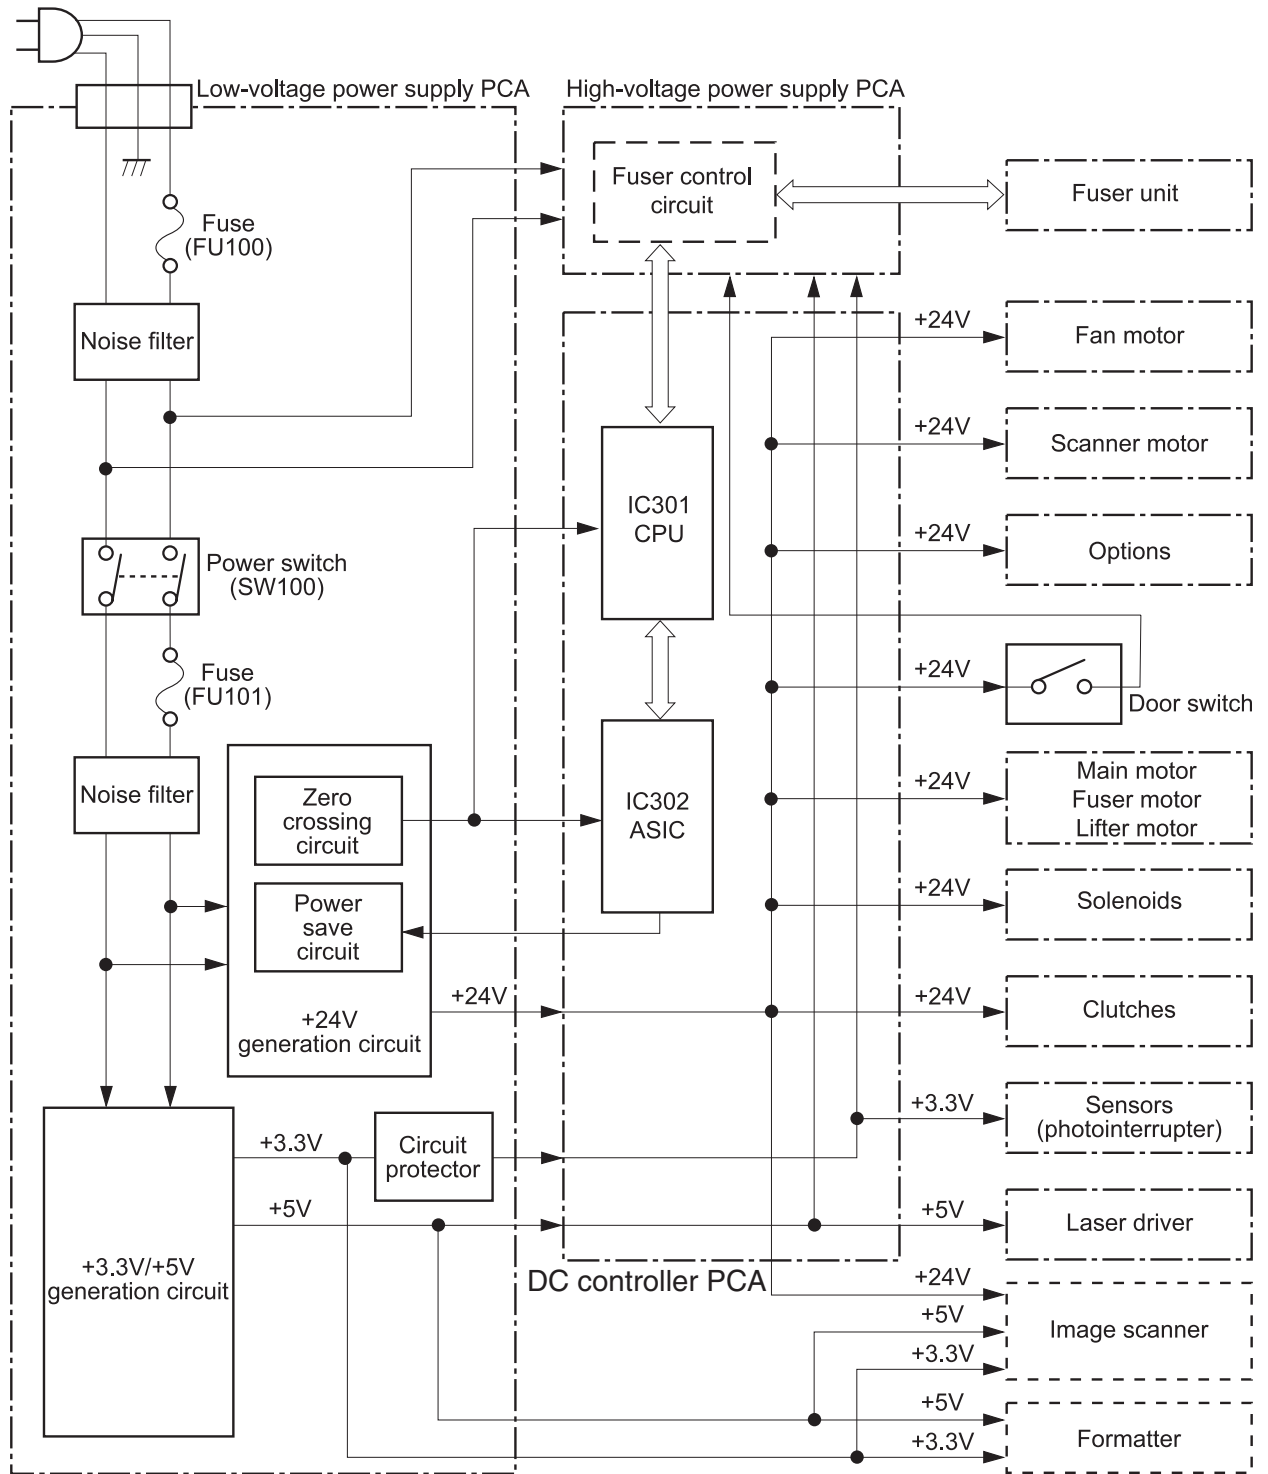 Low-voltage power supply PCA
High-voltage power supply PCA
Fuser control
circuit
Fuser unit
Fuse
(FU100)
Noise filter
+24V
Fan motor
+24V
Scanner motor
IC301
CPU
+24V
Options
Power switch
(SW100)
Fuse
(FU101)
+24V
Door switch
Noise filter
Zero
crossing
circuit
IC302
ASIC
+24V
Main motor
Fuser motor
Lifter motor
Power
save
circuit
+24V
Solenoids
+24V
generation circuit
+24V
+24V
Clutches
+3.3V
Circuit
protector
+3.3V
Sensors
(photointerrupter)
+5V
+5V
Laser driver
+3.3V/+5V
generation circuit
DC controller PCA
+24V
+5V
+3.3V
Image scanner
+5V
+3.3V
Formatter